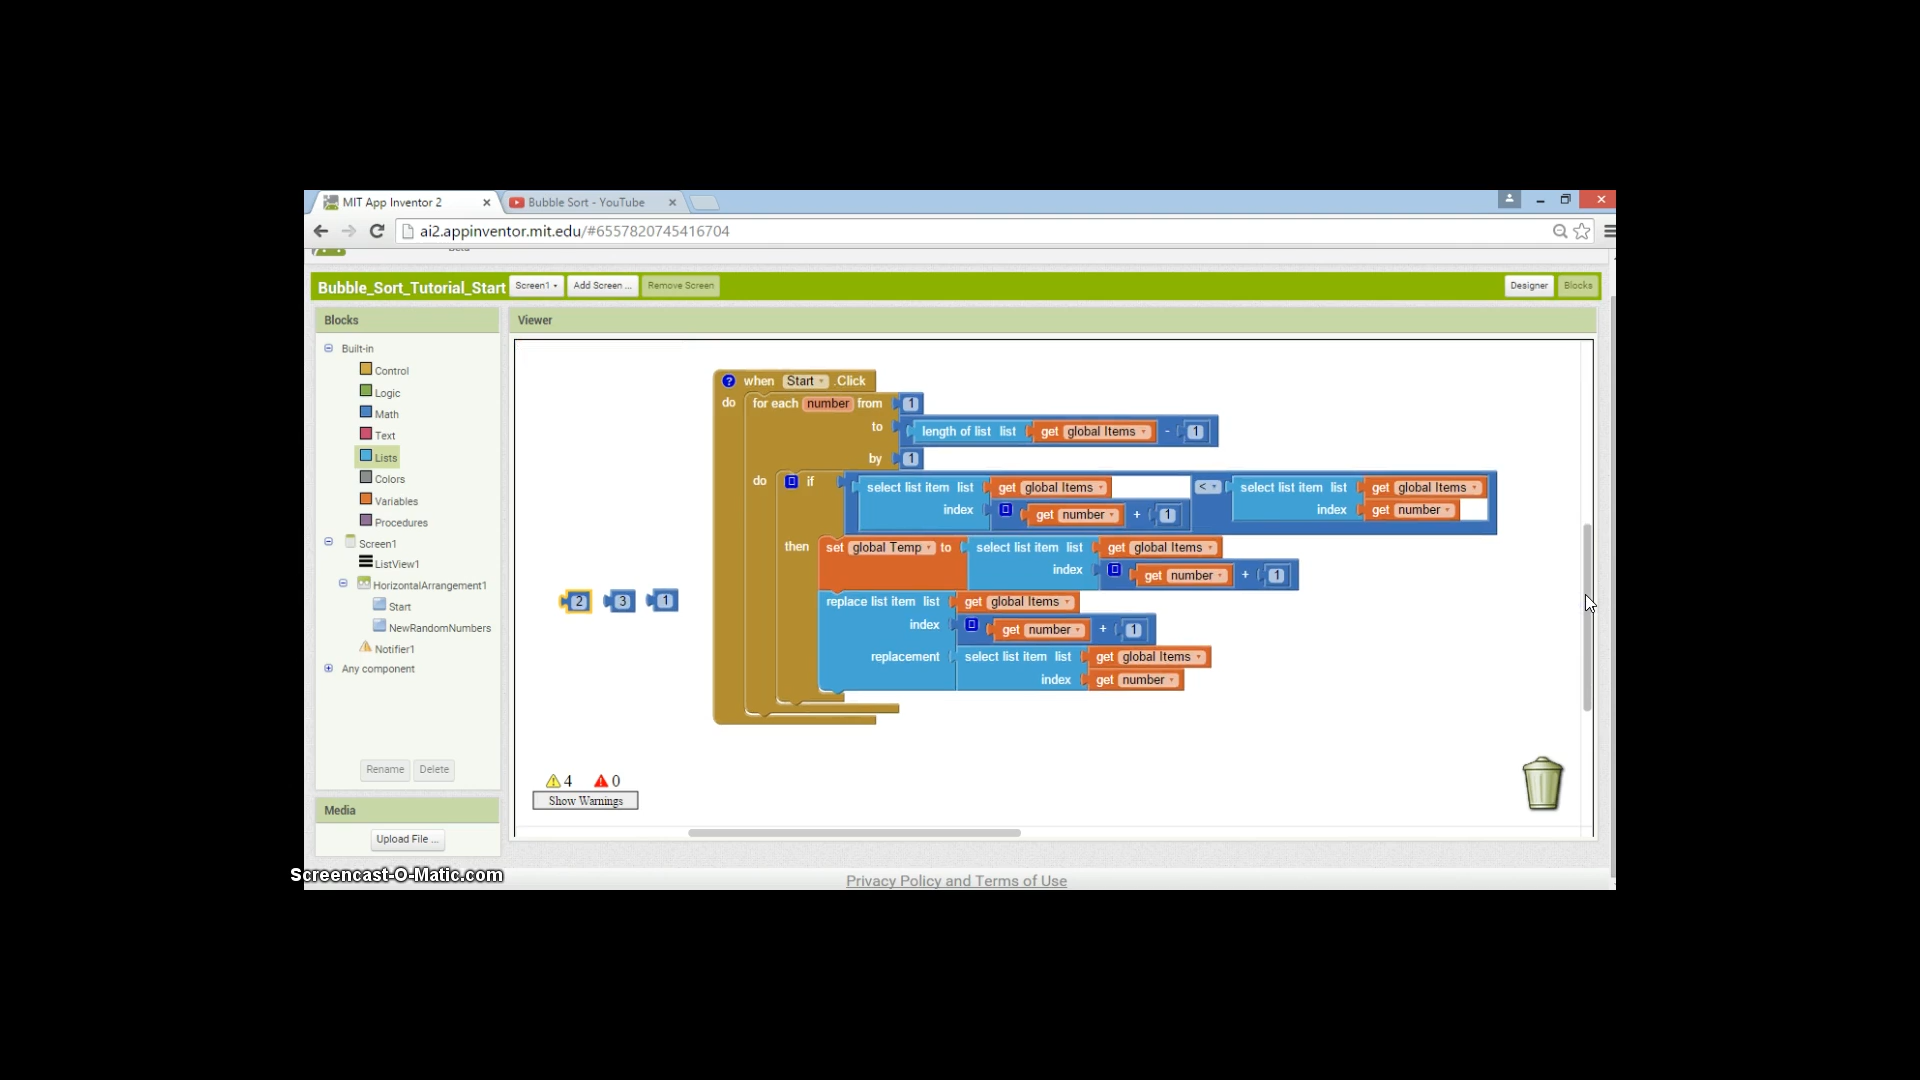 MIT App Inventor 2
Bubble Sort - YouTube
ai2.appinventor.mit.edu/#6557820745416704
Bubble_Sort_Tutorial_Start
Screen1
Add Screen ...
Remove Screen
Designer
Blocks
Blocks
Viewer
Built-in
Control
Logic
Math
Text
Lists
Colors
Variables
Procedures
Screen1
ListView1
HorizontalArrangement1
Start
NewRandomNumbers
Notifier1
Any component
Rename
Delete
Media
Upload File ...
2 3 1
when Start .Click
do for each number from 1
to length of list list get global Items - 1
by 1
do if select list item list get global Items < select list item list get global Items
index get number + 1 index get number
then set global Temp to select list item list get global Items
index get number + 1
replace list item list get global Items
index get number + 1
replacement select list item list get global Items
index get number
4 0
Show Warnings
Screencast-O-Matic.com
Privacy Policy and Terms of Use